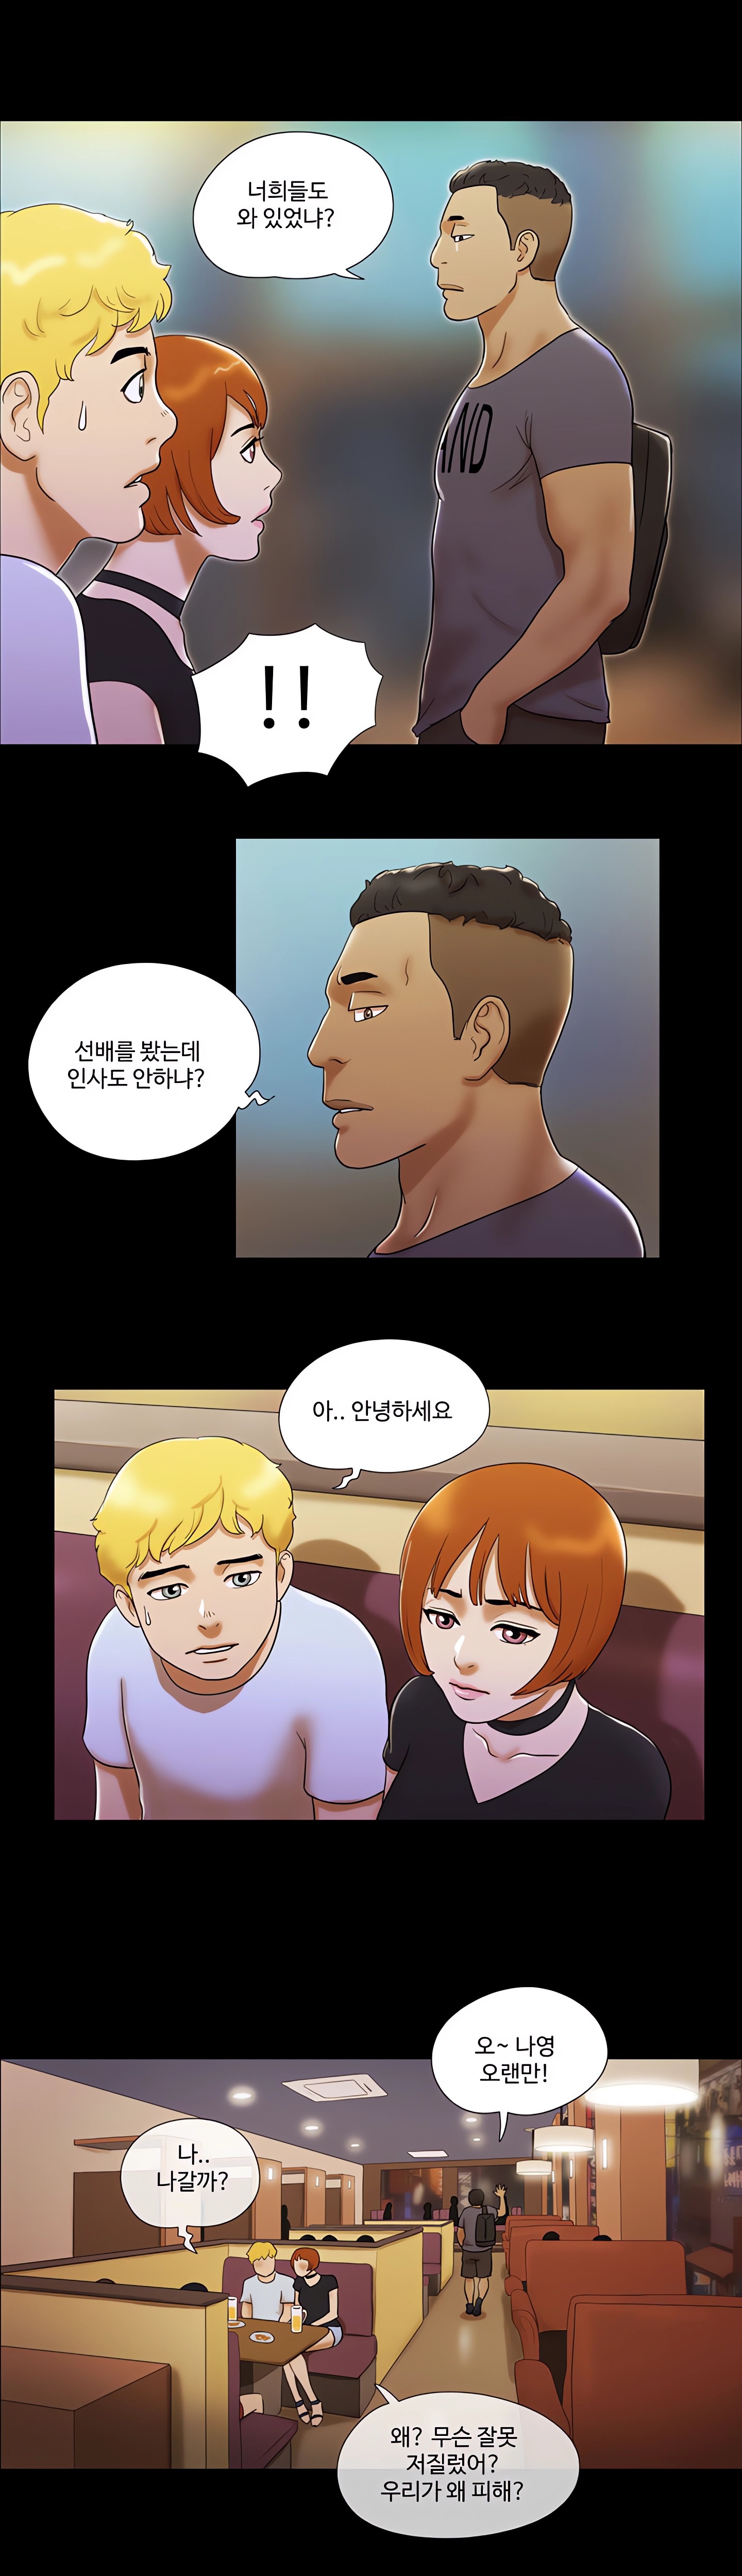 너희들도
와 있었냐?
AND
!!
선배를 봤는데
인사도 안하냐?
아.. 안녕하세요
오~ 나영
오랜만!
나..
나갈까?
왜? 무슨 잘못
저질렀어?
우리가 왜 피해?